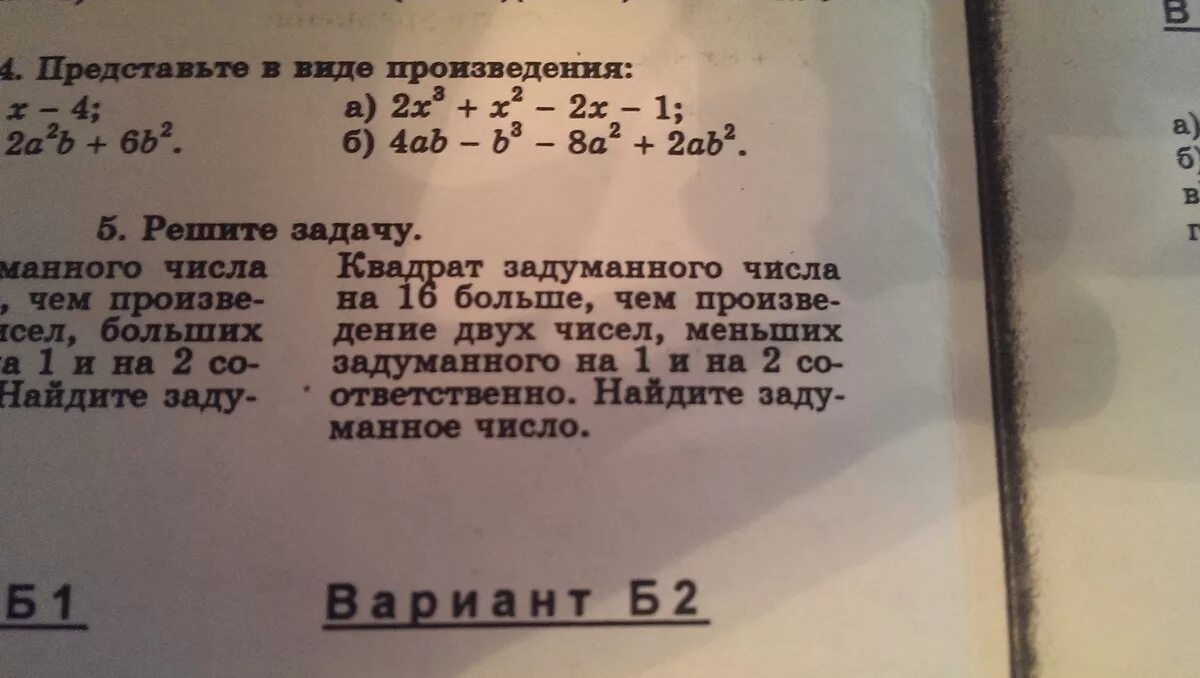 4. Представьте в виде произведения:
x − 4;
2a²b + 6b².
а) 2x³ + x² − 2x − 1;
б) 4ab − b³ − 8a² + 2ab².
5. Решите задачу.
манного числа
, чем произве-
исел, больших
а 1 и на 2 со-
Найдите заду-
Квадрат задуманного числа
на 16 больше, чем произве-
дение двух чисел, меньших
задуманного на 1 и на 2 со-
ответственно. Найдите заду-
манное число.
Б1
Вариант Б2
В
а)
б)
в
г